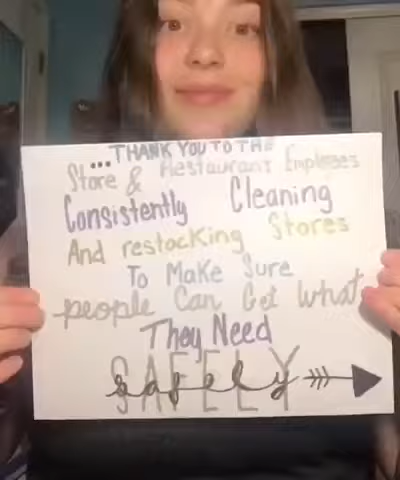 ...THANK YOU TO THE
Store & Restaurant Employees
Consistently Cleaning
And restocking Stores
To Make Sure
people Can Get What
They Need
SAFELY
safely